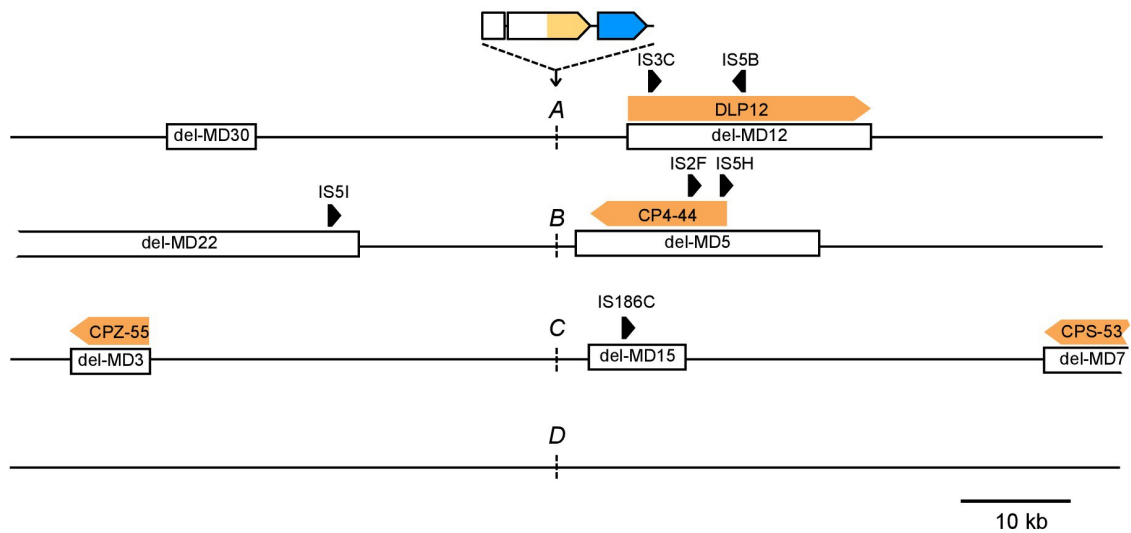 IS3C
IS5B
A
DLP12
del-MD30
del-MD12
IS2F
IS5H
IS5I
B
CP4-44
del-MD22
del-MD5
IS186C
CPZ-55
C
CPS-53
del-MD3
del-MD15
del-MD7
D
10 kb